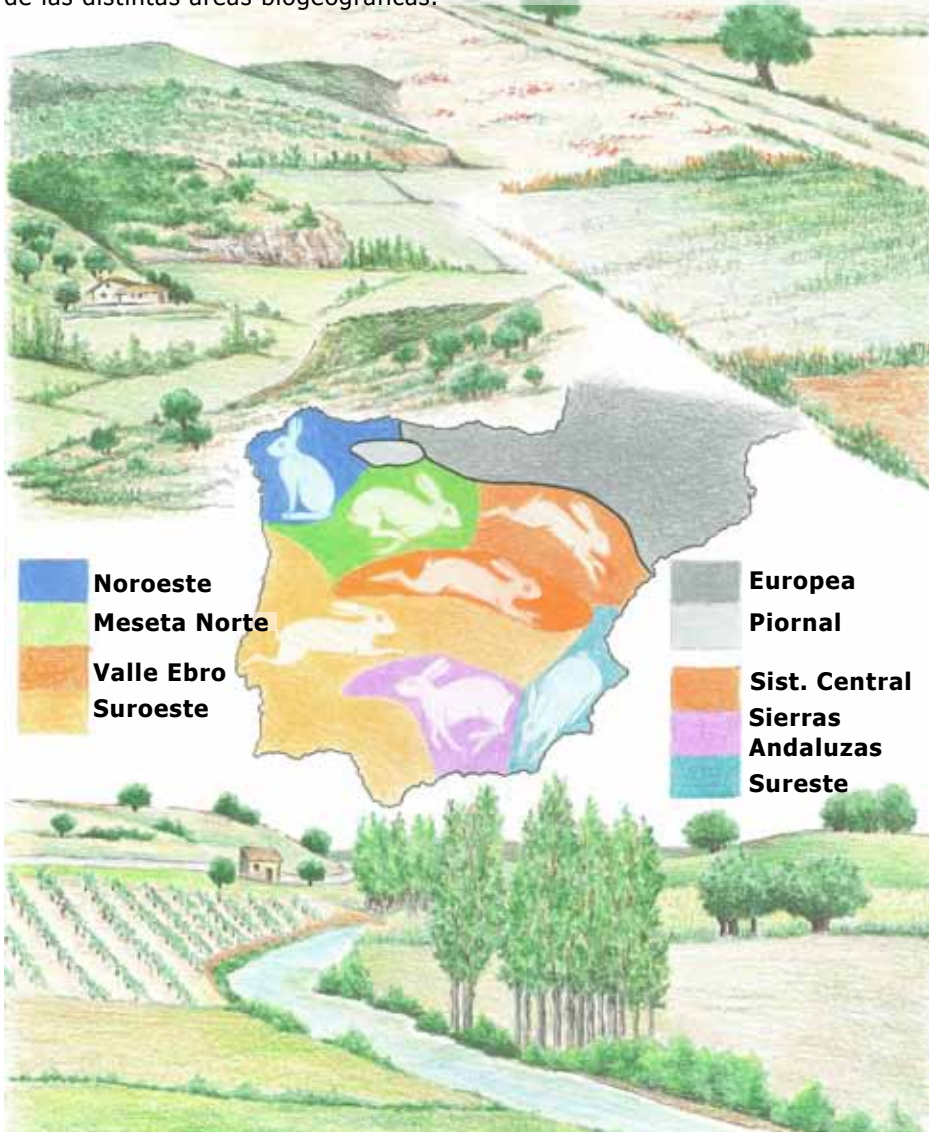 de las distintas áreas biogeográficas.
Noroeste
Meseta Norte
Valle Ebro
Suroeste
Europea
Piornal
Sist. Central
Sierras
Andaluzas
Sureste